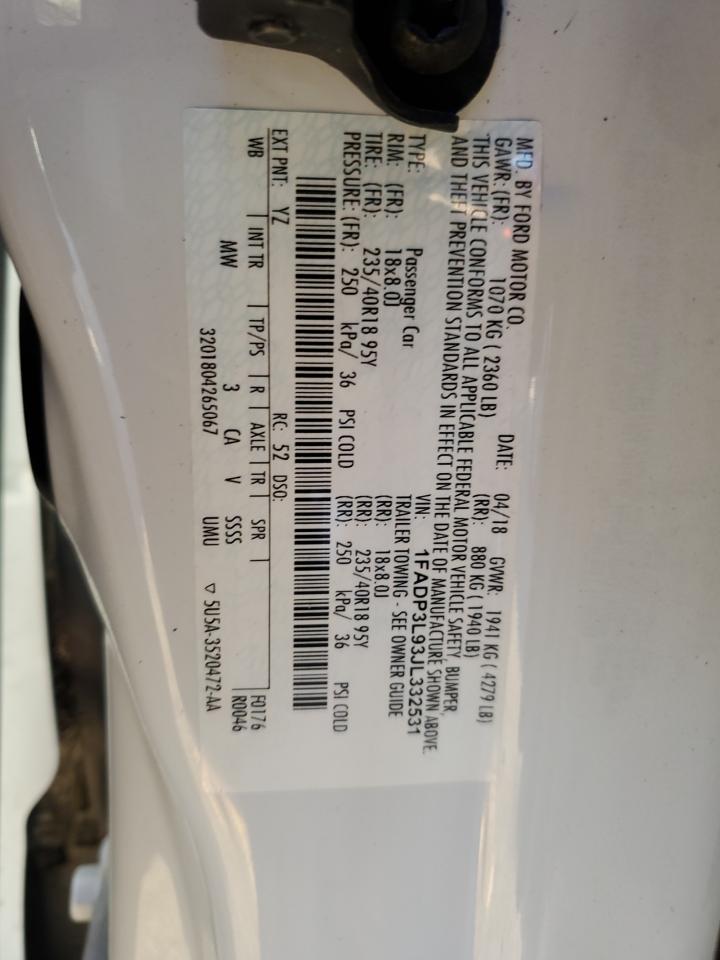 MFD. BY FORD MOTOR CO.
DATE: 04/18 GVWR: 1941 KG ( 4279 LB)
GAWR: (FR): 1070 KG ( 2360 LB) (RR): 880 KG ( 1940 LB)
THIS VEHICLE CONFORMS TO ALL APPLICABLE FEDERAL MOTOR VEHICLE SAFETY BUMPER,
AND THEFT PREVENTION STANDARDS IN EFFECT ON THE DATE OF MANUFACTURE SHOWN ABOVE.
VIN: 1FADP3L93JL332531
TYPE: Passenger Car TRAILER TOWING - SEE OWNER GUIDE
RIM: (FR): 18x8.0J (RR): 18x8.0J
TIRE: (FR): 235/40R18 95Y (RR): 235/40R18 95Y
PRESSURE: (FR): 250 kPa/ 36 PSI COLD (RR): 250 kPa/ 36 PSI COLD
EXT PNT: YZ RC: 52 DSO: F0176
WB INT TR TP/PS R AXLE TR SPR R0046
MW 3 CA V SSSS
3201804265067 UMU ▽ 5U5A-3520472-AA